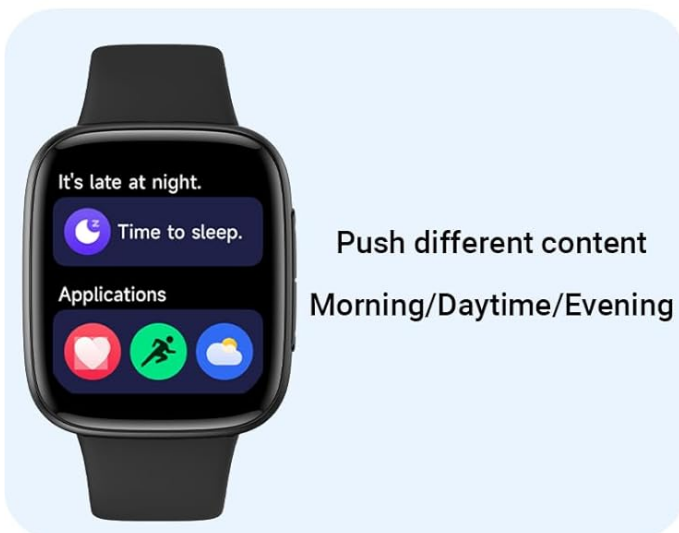 It's late at night.
Time to sleep.
Applications
Push different content
Morning/Daytime/Evening